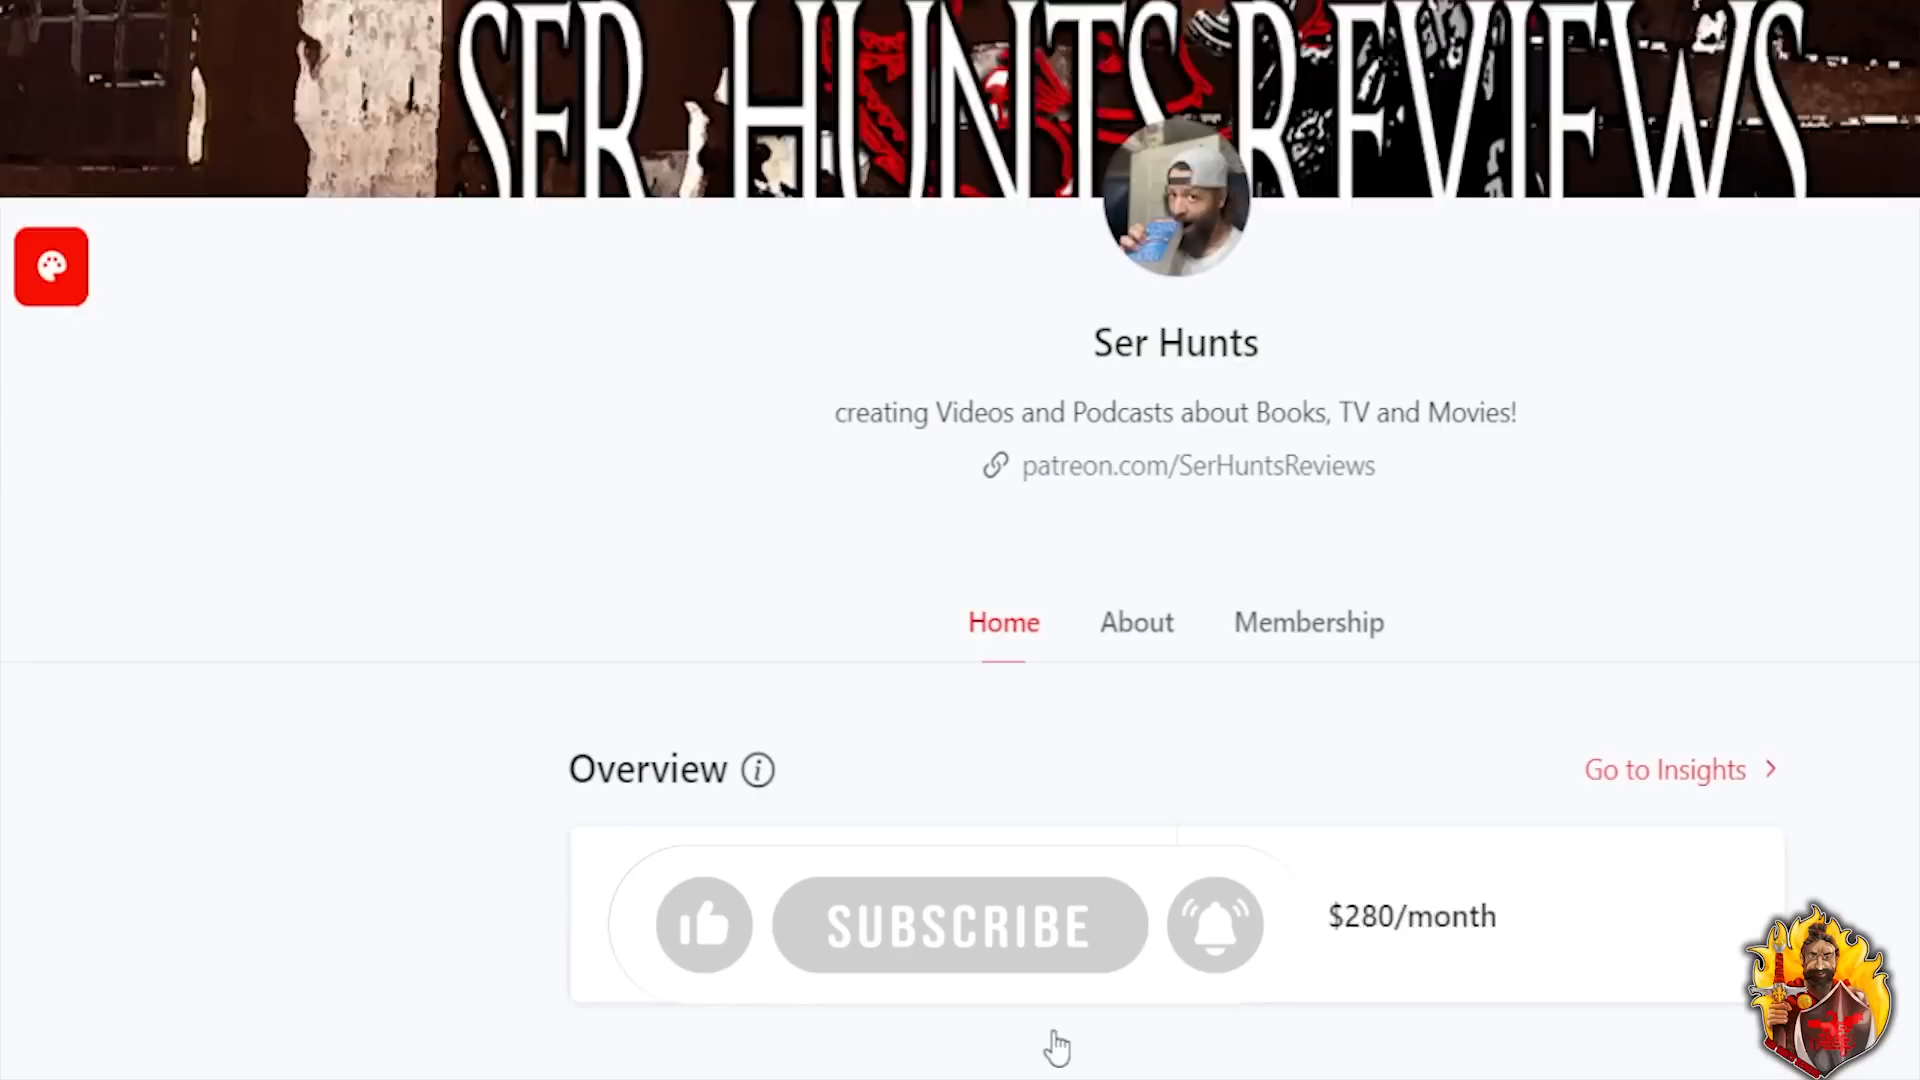 SER HUNTS REVIEWS
Ser Hunts
creating Videos and Podcasts about Books, TV and Movies!
patreon.com/SerHuntsReviews
Home About Membership
Overview
Go to Insights
SUBSCRIBE
$280/month